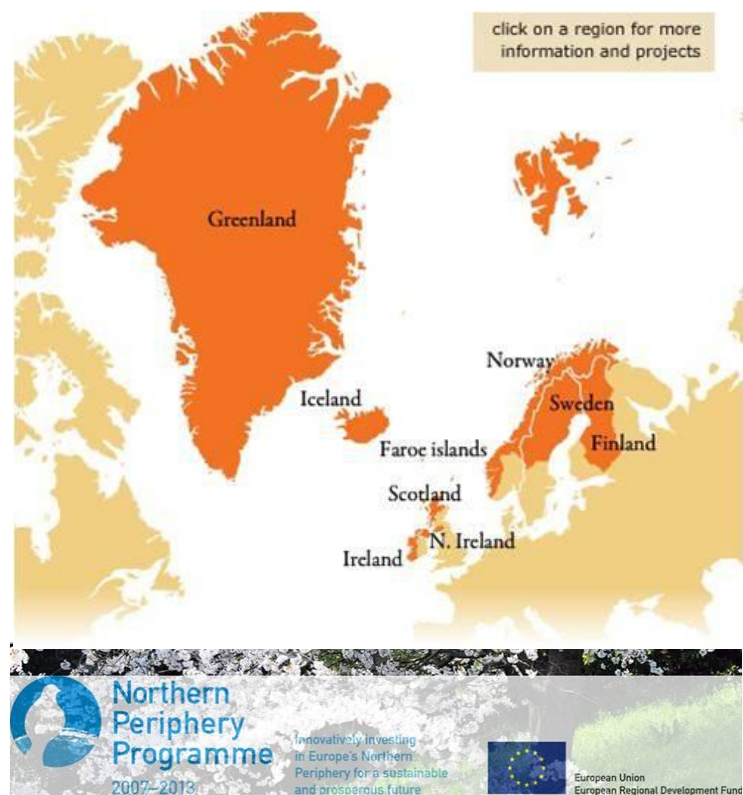 click on a region for more
information and projects
Greenland
Norway
Iceland
Sweden
Faroe islands
Finland
Scotland
N. Ireland
Ireland
Northern
Periphery
Programme
2007–2013
Innovatively investing
in Europe's Northern
Periphery for a sustainable
and prosperous future
European Union
European Regional Development Fund